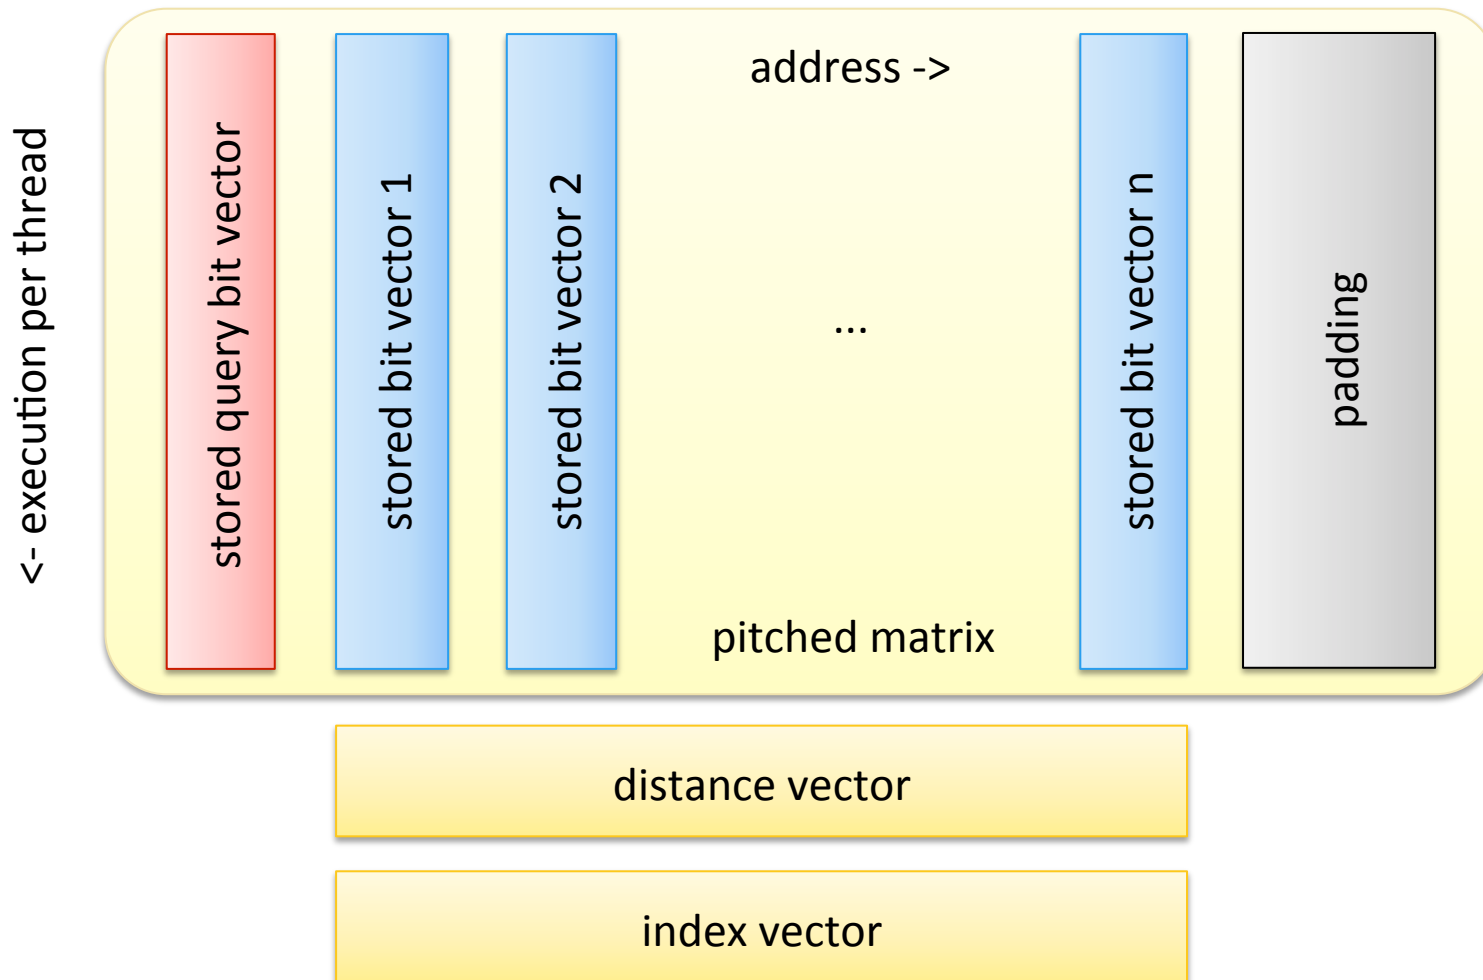 <- execution per thread
stored query bit vector
stored bit vector 1
stored bit vector 2
address ->
...
pitched matrix
stored bit vector n
padding
distance vector
index vector